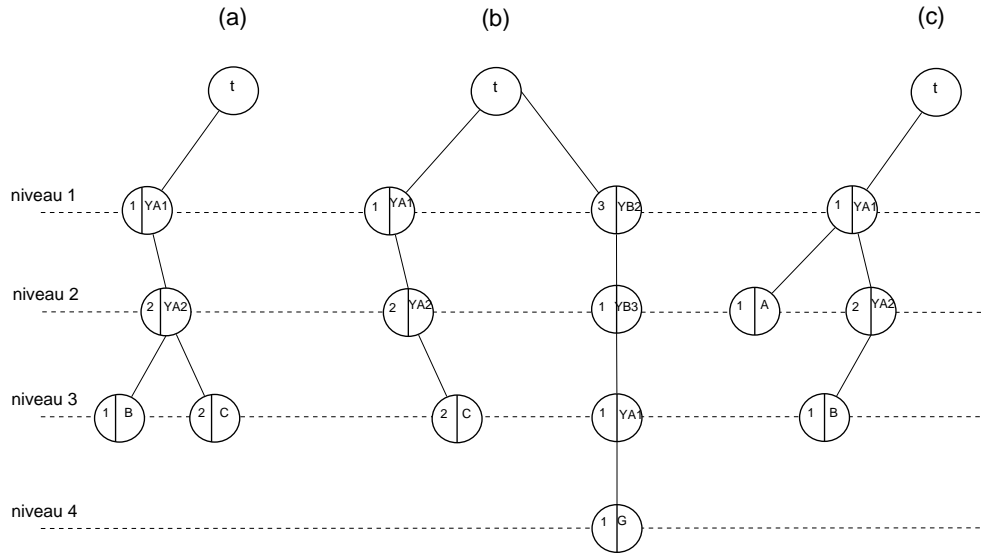 (a) (b) (c)
t t t
niveau 1
1 YA1 1 YA1 3 YB2 1 YA1
niveau 2
2 YA2 2 YA2 1 YB3 1 A 2 YA2
niveau 3
1 B 2 C 2 C 1 YA1 1 B
niveau 4
1 G